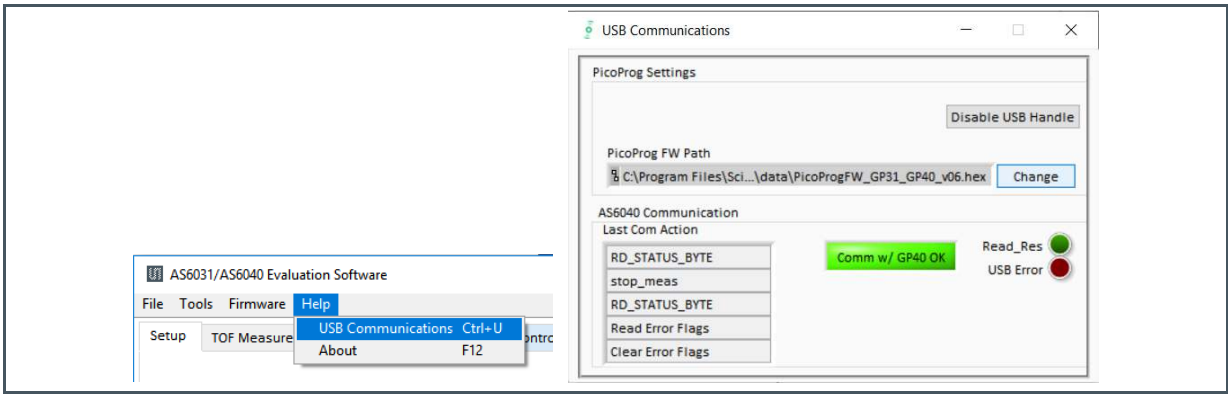 AS6031/AS6040 Evaluation Software
File Tools Firmware Help
USB Communications Ctrl+U
About F12
Setup TOF Measure
USB Communications
PicoProg Settings
Disable USB Handle
PicoProg FW Path
C:\Program Files\Sci...\data\PicoProgFW_GP31_GP40_v06.hex Change
AS6040 Communication
Last Com Action
RD_STATUS_BYTE
stop_meas
RD_STATUS_BYTE
Read Error Flags
Clear Error Flags
Comm w/ GP40 OK
Read_Res
USB Error